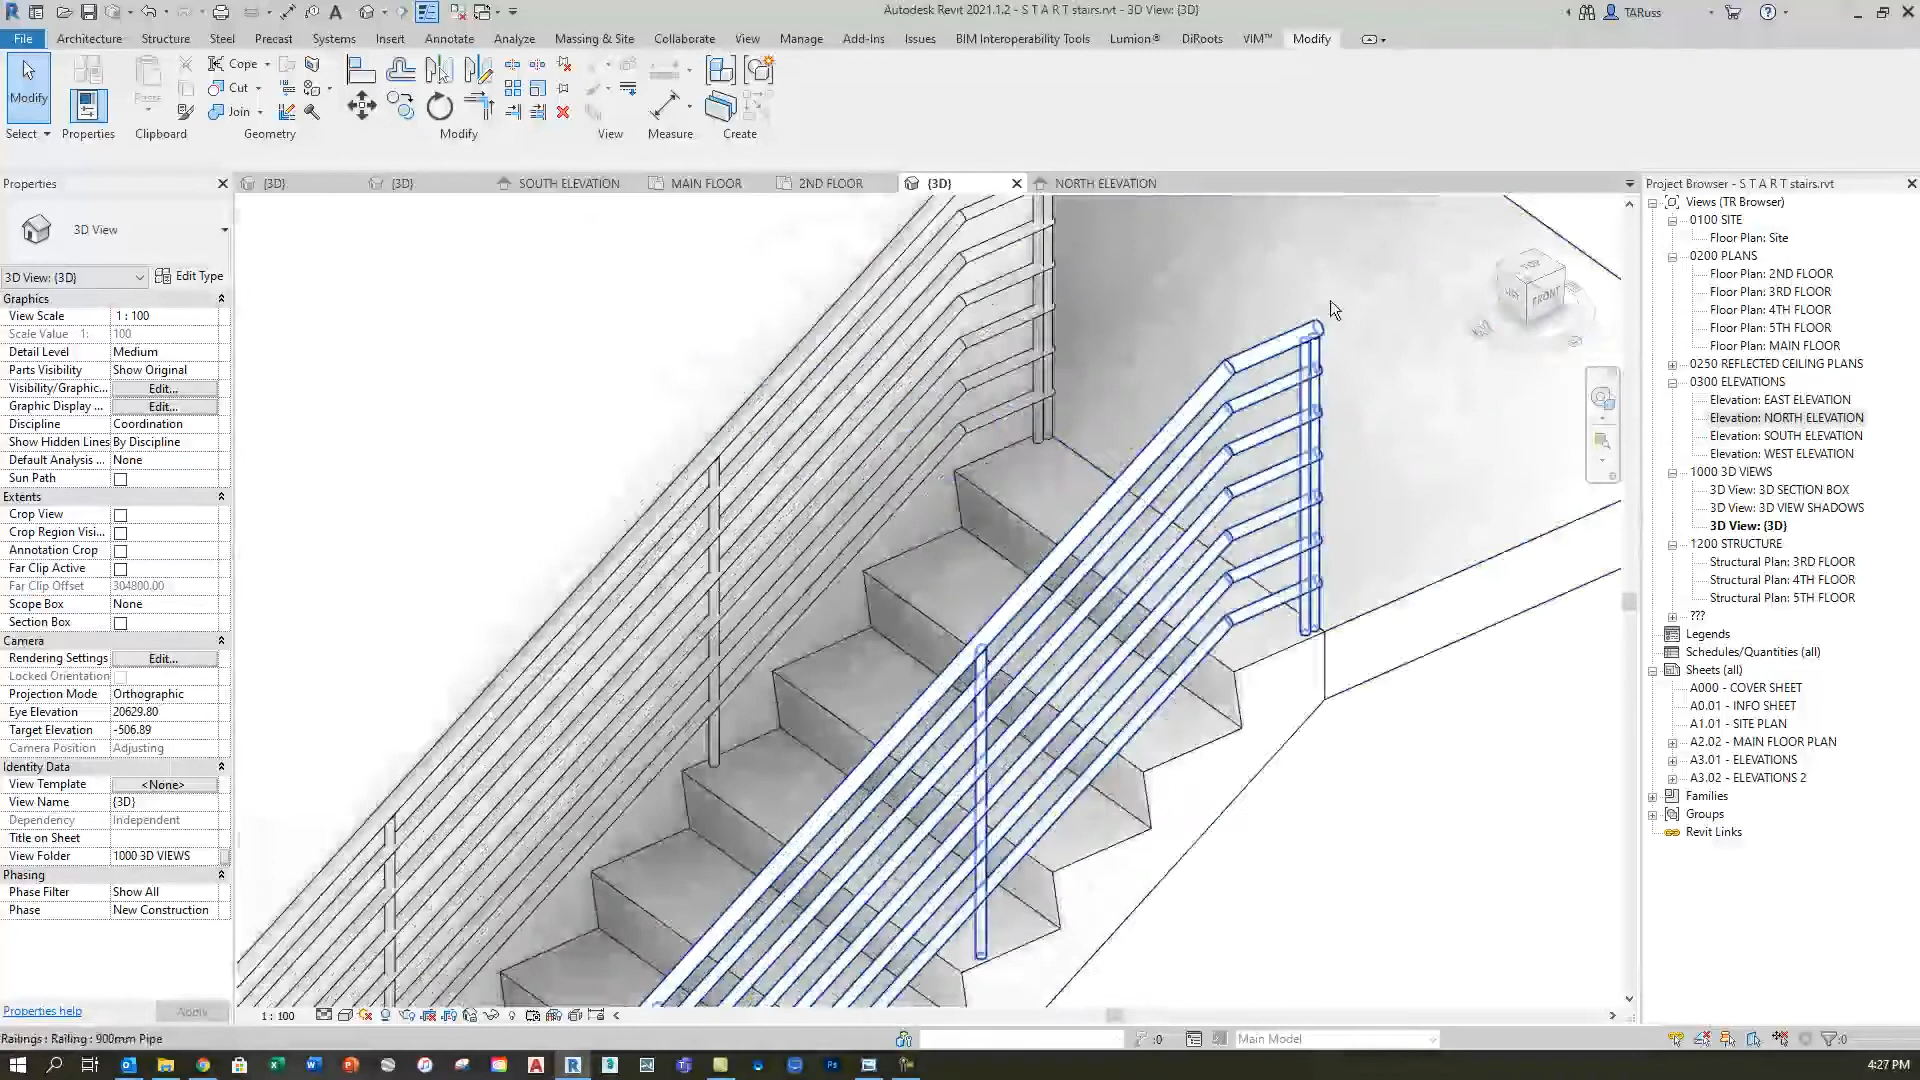 Autodesk Revit 2021.1.2 - S T A R T stairs.rvt - 3D View: {3D}
TARuss
File Architecture Structure Steel Precast Systems Insert Annotate Analyze Massing & Site Collaborate View Manage Add-Ins Issues BIM Interoperability Tools Lumion® DiRoots VIM™ Modify
Modify
Paste
Cope
Cut
Join
Select Properties Clipboard Geometry Modify View Measure Create
Properties
{3D} {3D} SOUTH ELEVATION MAIN FLOOR 2ND FLOOR {3D} NORTH ELEVATION
3D View
3D View: {3D} Edit Type
Graphics
View Scale 1 : 100
Scale Value 1: 100
Detail Level Medium
Parts Visibility Show Original
Visibility/Graphic... Edit...
Graphic Display ... Edit...
Discipline Coordination
Show Hidden Lines By Discipline
Default Analysis ... None
Sun Path
Extents
Crop View
Crop Region Visi...
Annotation Crop
Far Clip Active
Far Clip Offset 304800.00
Scope Box None
Section Box
Camera
Rendering Settings Edit...
Locked Orientation
Projection Mode Orthographic
Eye Elevation 20629.80
Target Elevation -506.89
Camera Position Adjusting
Identity Data
View Template <None>
View Name {3D}
Dependency Independent
Title on Sheet
View Folder 1000 3D VIEWS
Phasing
Phase Filter Show All
Phase New Construction
Properties help Apply
TOP
FRONT
Project Browser - S T A R T stairs.rvt
Views (TR Browser)
0100 SITE
Floor Plan: Site
0200 PLANS
Floor Plan: 2ND FLOOR
Floor Plan: 3RD FLOOR
Floor Plan: 4TH FLOOR
Floor Plan: 5TH FLOOR
Floor Plan: MAIN FLOOR
0250 REFLECTED CEILING PLANS
0300 ELEVATIONS
Elevation: EAST ELEVATION
Elevation: NORTH ELEVATION
Elevation: SOUTH ELEVATION
Elevation: WEST ELEVATION
1000 3D VIEWS
3D View: 3D SECTION BOX
3D View: 3D VIEW SHADOWS
3D View: {3D}
1200 STRUCTURE
Structural Plan: 3RD FLOOR
Structural Plan: 4TH FLOOR
Structural Plan: 5TH FLOOR
???
Legends
Schedules/Quantities (all)
Sheets (all)
A000 - COVER SHEET
A0.01 - INFO SHEET
A1.01 - SITE PLAN
A2.02 - MAIN FLOOR PLAN
A3.01 - ELEVATIONS
A3.02 - ELEVATIONS 2
Families
Groups
Revit Links
1 : 100
Railings : Railing : 900mm Pipe
:0
Main Model
:0
4:27 PM